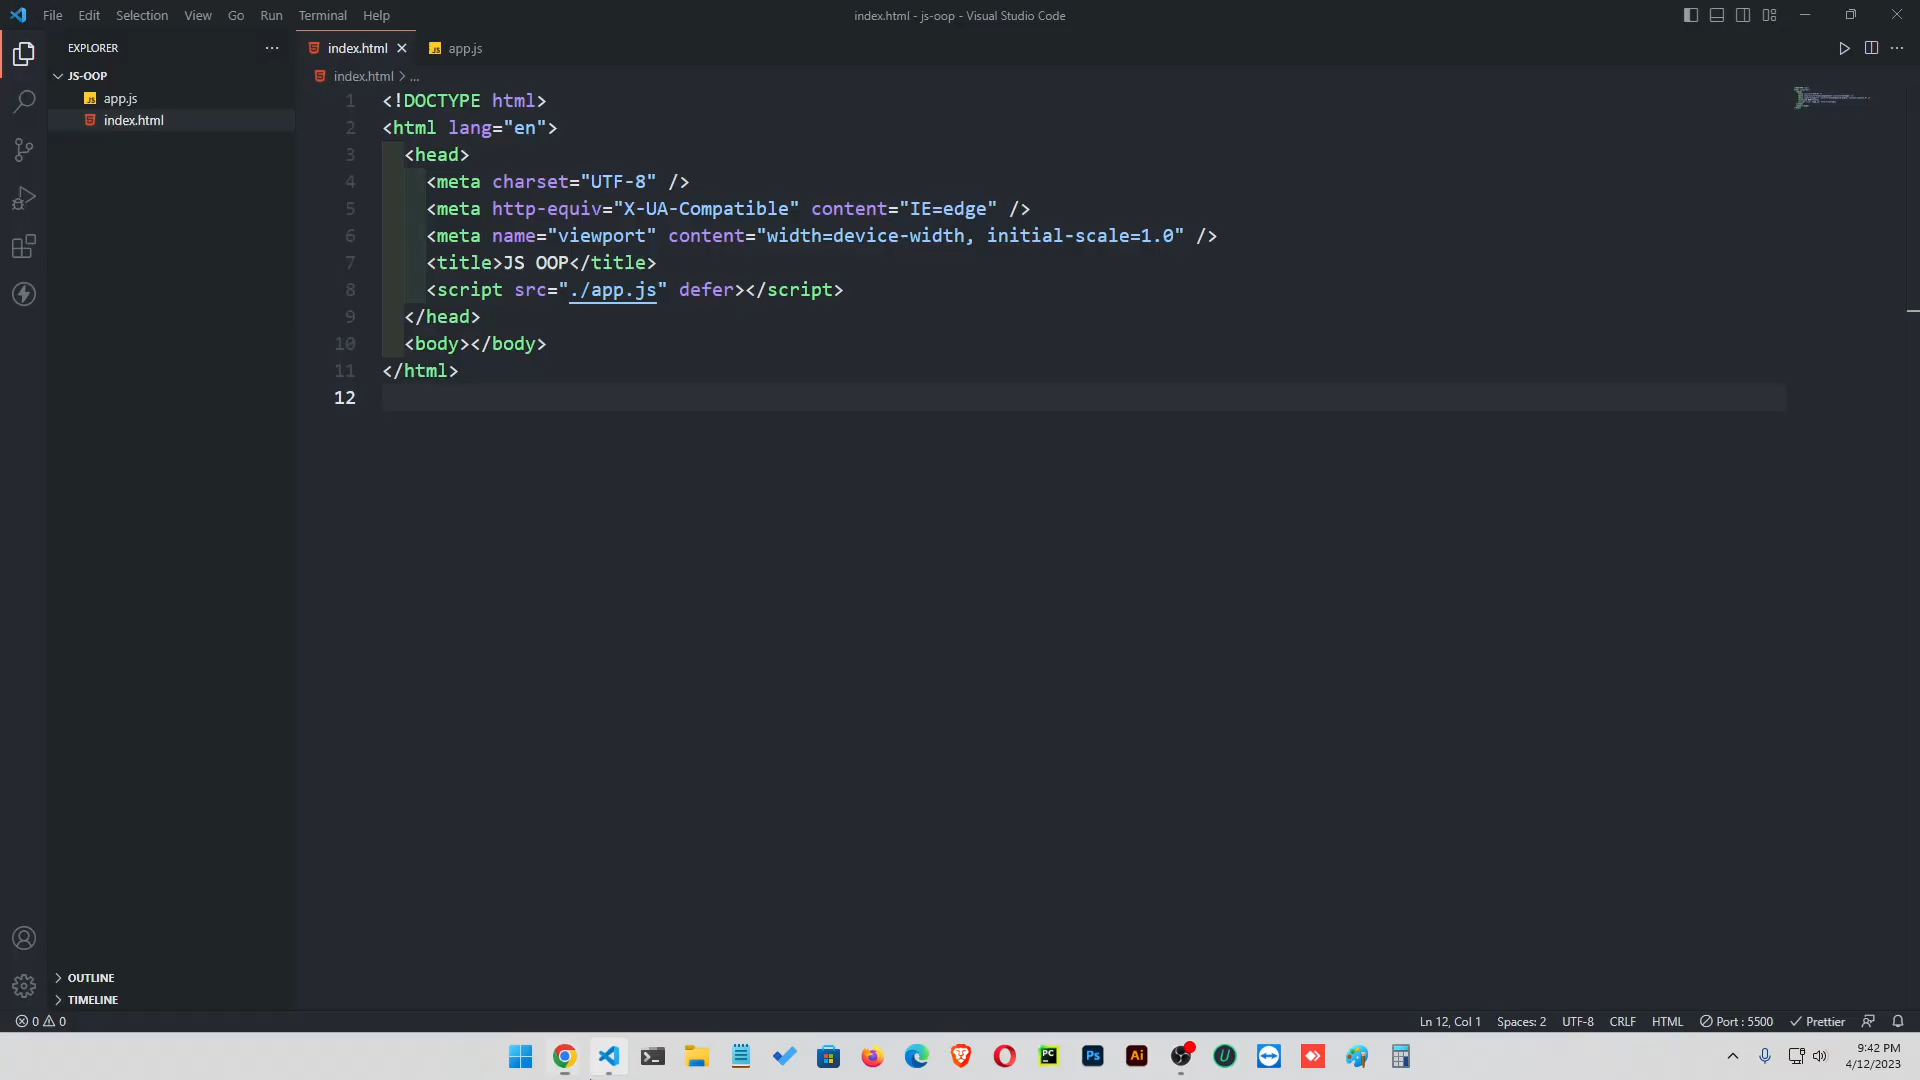 File Edit Selection View Go Run Terminal Help
index.html - js-oop - Visual Studio Code
EXPLORER
JS-OOP
app.js
index.html
OUTLINE
TIMELINE
index.html app.js
index.html > ...
1 <!DOCTYPE html>
2 <html lang="en">
3 <head>
4 <meta charset="UTF-8" />
5 <meta http-equiv="X-UA-Compatible" content="IE=edge" />
6 <meta name="viewport" content="width=device-width, initial-scale=1.0" />
7 <title>JS OOP</title>
8 <script src="./app.js" defer></script>
9 </head>
10 <body></body>
11 </html>
12
0 0
Ln 12, Col 1 Spaces: 2 UTF-8 CRLF HTML Port : 5500 Prettier
PC Ps Ai U
9:42 PM
4/12/2023